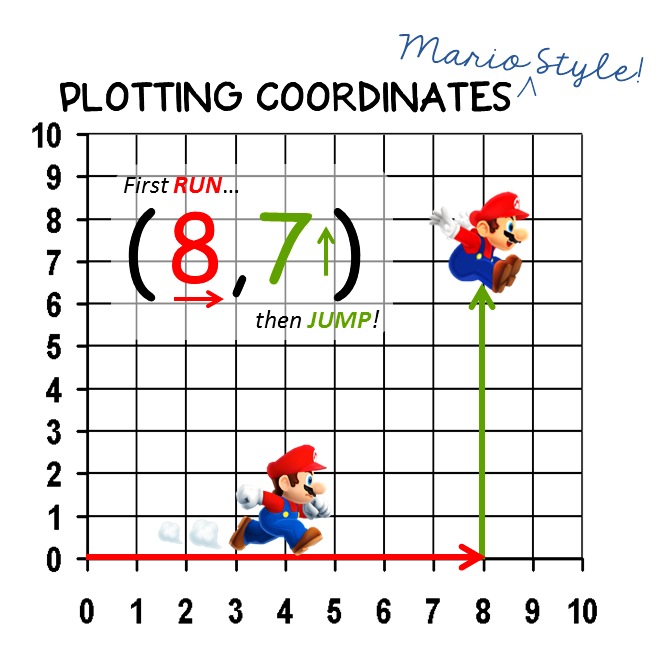 Mario Style!
PLOTTING COORDINATES
10
9
First RUN...
8
(8,7)
7
6
then JUMP!
5
4
3
2
1
0
0 1 2 3 4 5 6 7 8 9 10